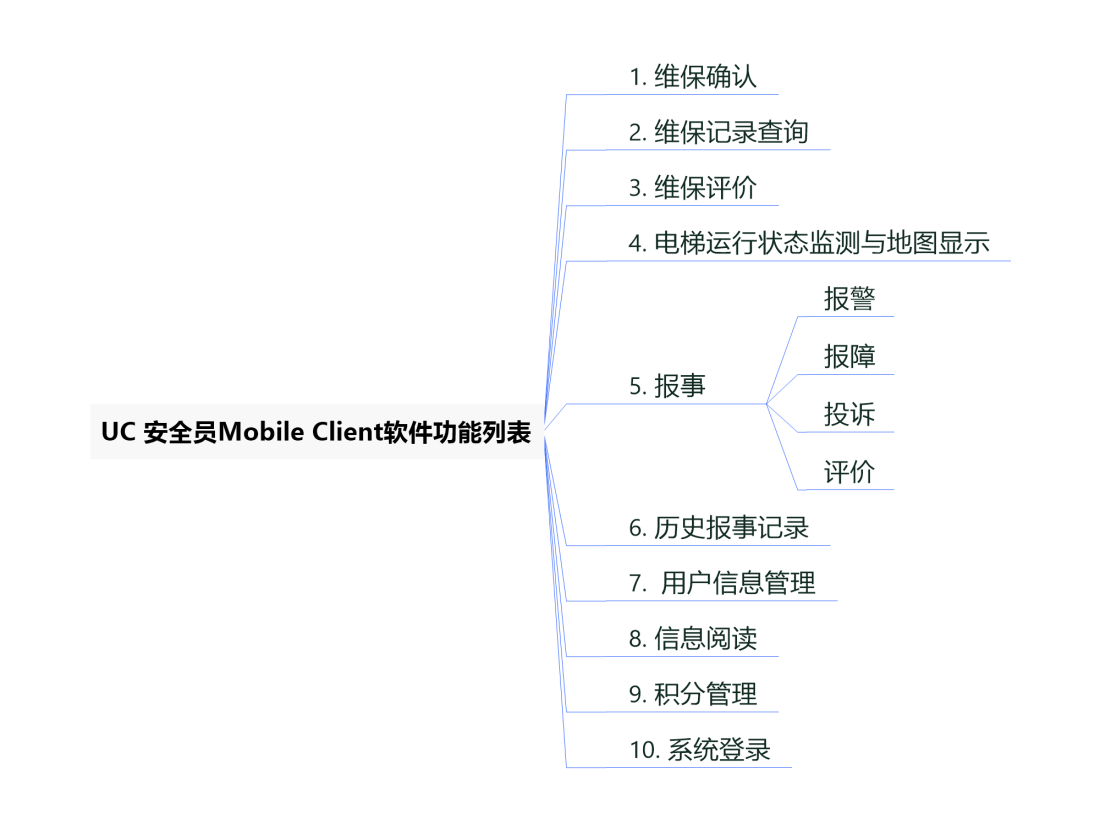 UC 安全员Mobile Client软件功能列表
1. 维保确认
2. 维保记录查询
3. 维保评价
4. 电梯运行状态监测与地图显示
5. 报事
报警
报障
投诉
评价
6. 历史报事记录
7.  用户信息管理
8. 信息阅读
9. 积分管理
10. 系统登录